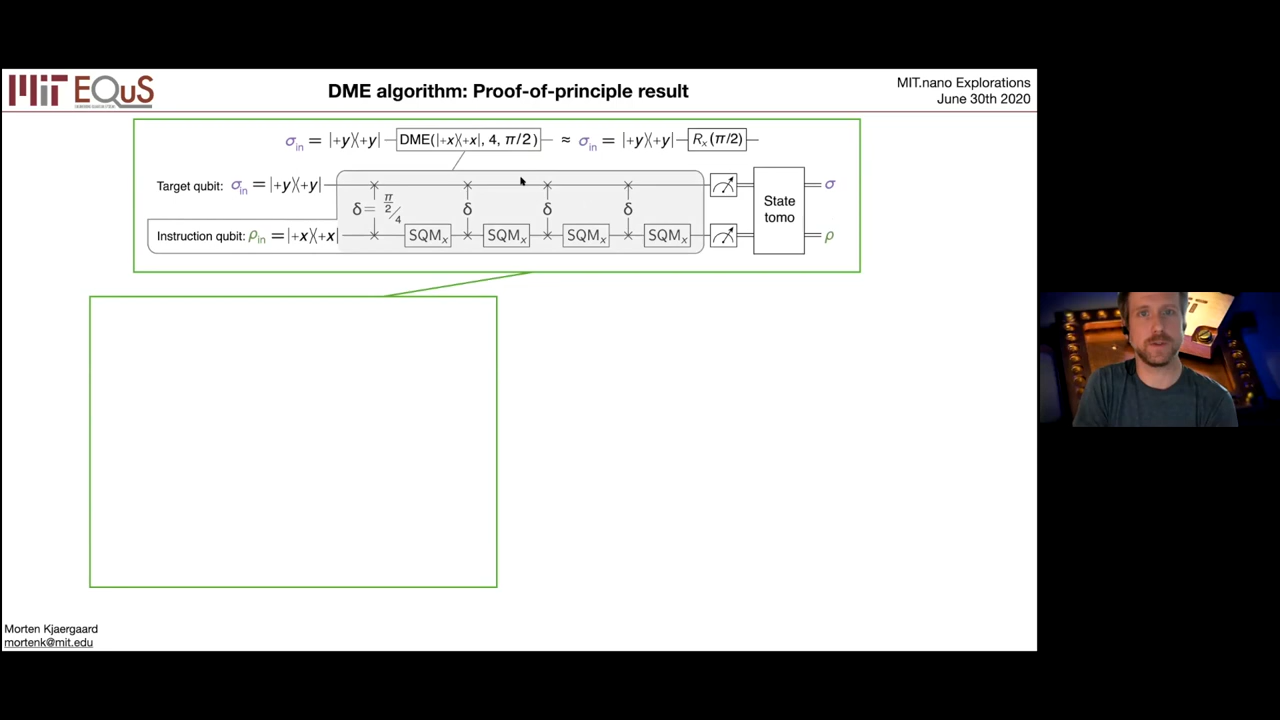 MIT EQuS
DME algorithm: Proof-of-principle result
MIT.nano Explorations
June 30th 2020
σin = |+y⟩⟨+y| DME(|+x⟩⟨+x|, 4, π/2) ≈ σin = |+y⟩⟨+y| Rx(π/2)
Target qubit: σin = |+y⟩⟨+y|
δ = π/2/4 δ δ δ
Instruction qubit: ρin = |+x⟩⟨+x| SQMx SQMx SQMx SQMx
State
tomo
σ
ρ
Morten Kjaergaard
mortenk@mit.edu